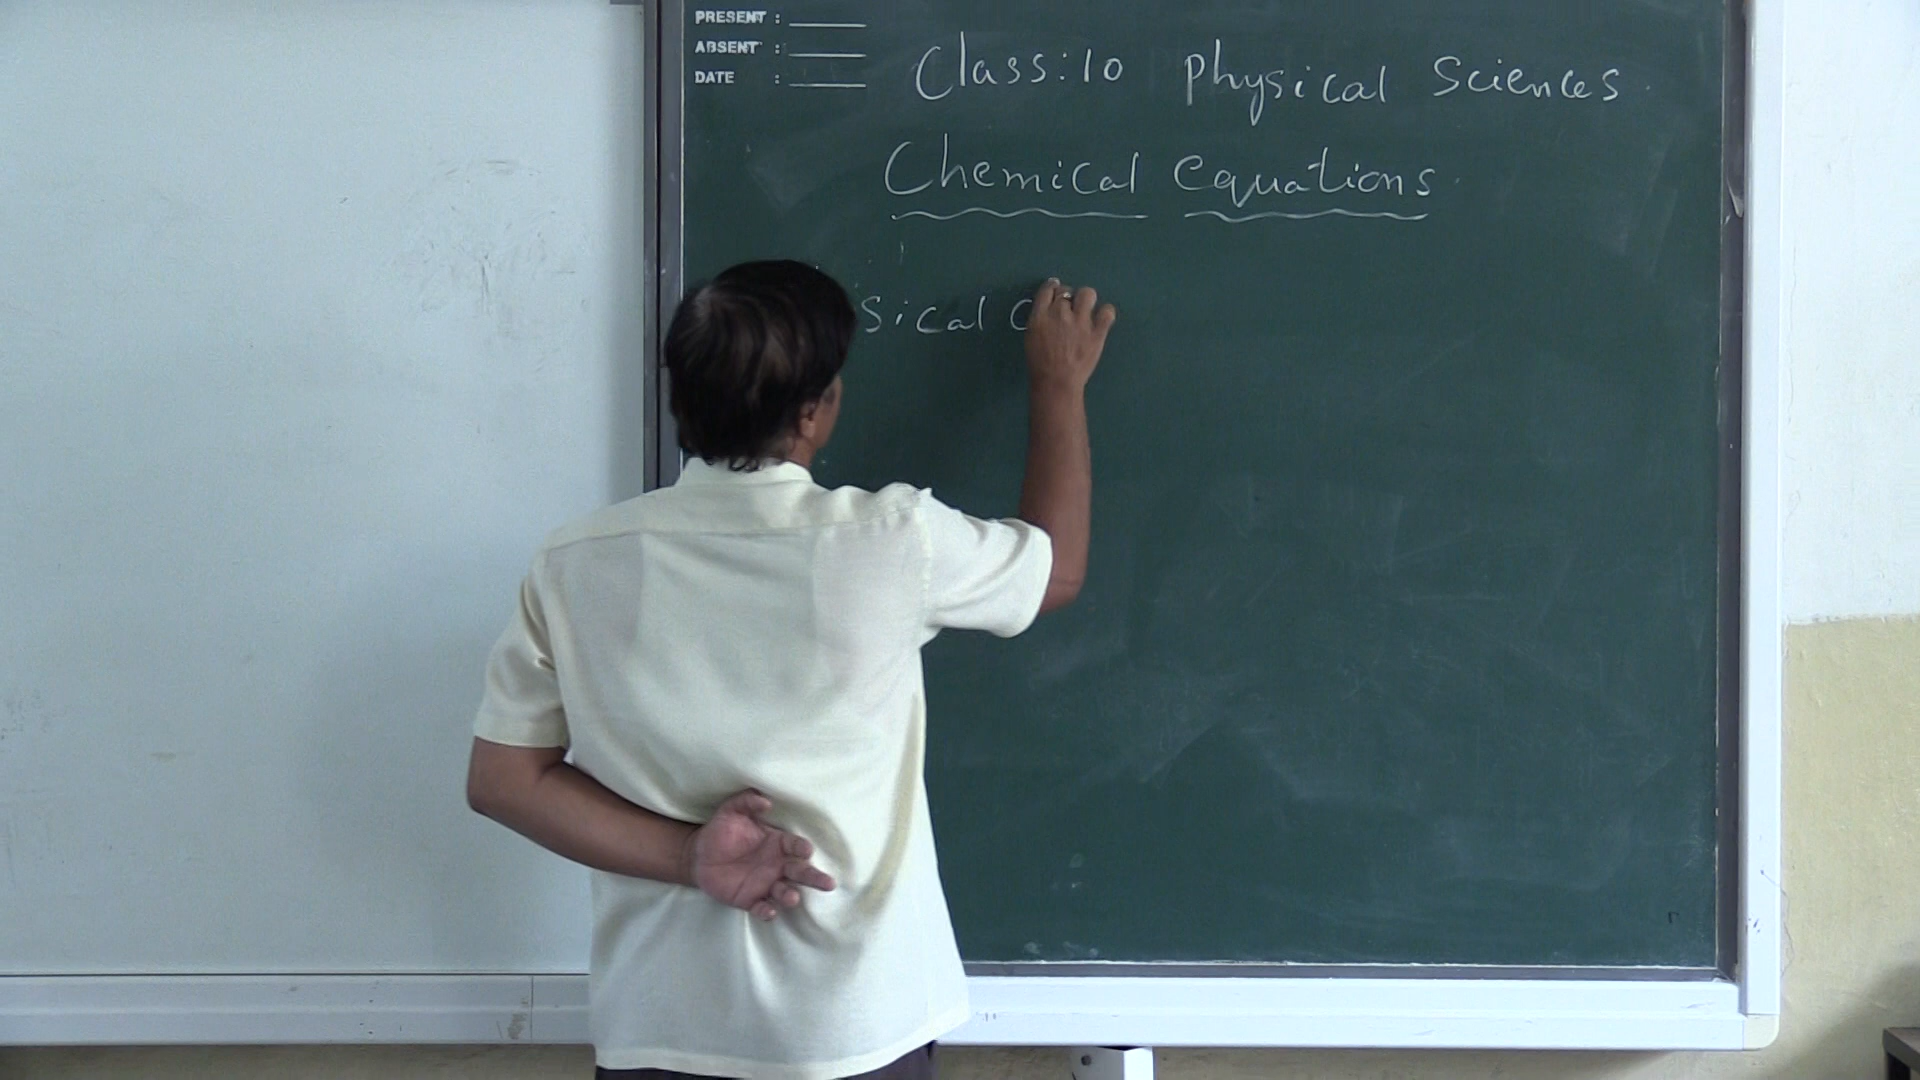 PRESENT :
ABSENT :
DATE :
Class:10 Physical Sciences
Chemical equations
sical